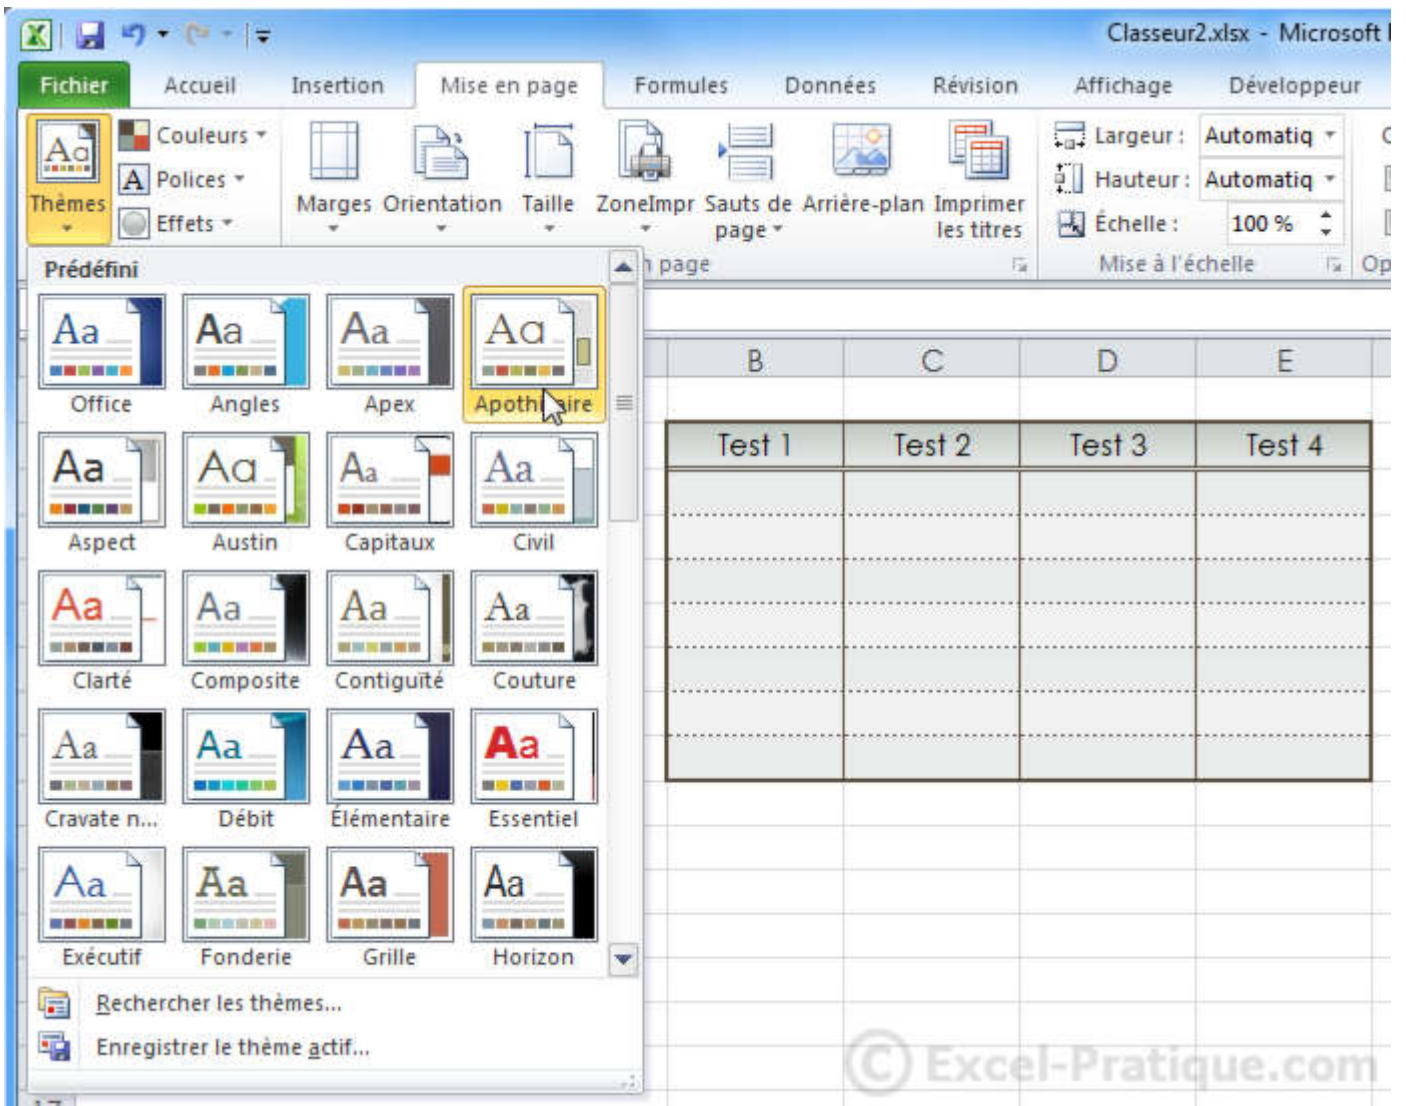 Classeur2.xlsx - Microsoft
Fichier Accueil Insertion Mise en page Formules Données Révision Affichage Développeur
Aa Couleurs Largeur : Automatiq
A Polices Hauteur : Automatiq
Thèmes Marges Orientation Taille ZoneImpr Sauts de page Arrière-plan Imprimer les titres
Effets Échelle : 100 %
page Mise à l'échelle Op
Prédéfini
Aa Aa Aa Aa
Office Angles Apex
B C D E
Aa Aa Aa Aa
Aspect Austin Capitaux Civil
Test 1 Test 2 Test 3 Test 4
Aa Aa Aa Aa
Clarté Composite Contiguïté Couture
Aa Aa Aa Aa
Cravate n... Débit Élémentaire Essentiel
Aa Aa Aa Aa
Exécutif Fonderie Grille Horizon
Rechercher les thèmes...
Enregistrer le thème actif...
© Excel-Pratique.com